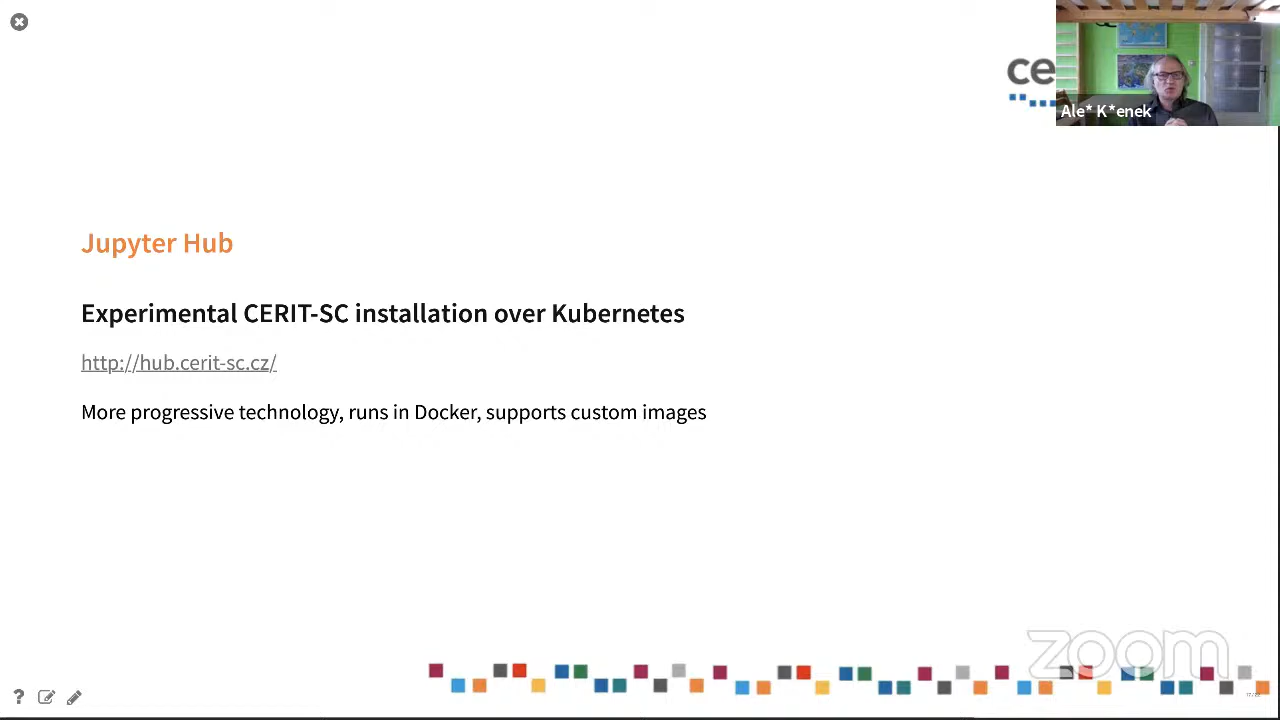 ce
Ale* K*enek
Jupyter Hub
Experimental CERIT-SC installation over Kubernetes
http://hub.cerit-sc.cz/
More progressive technology, runs in Docker, supports custom images
zoom
?